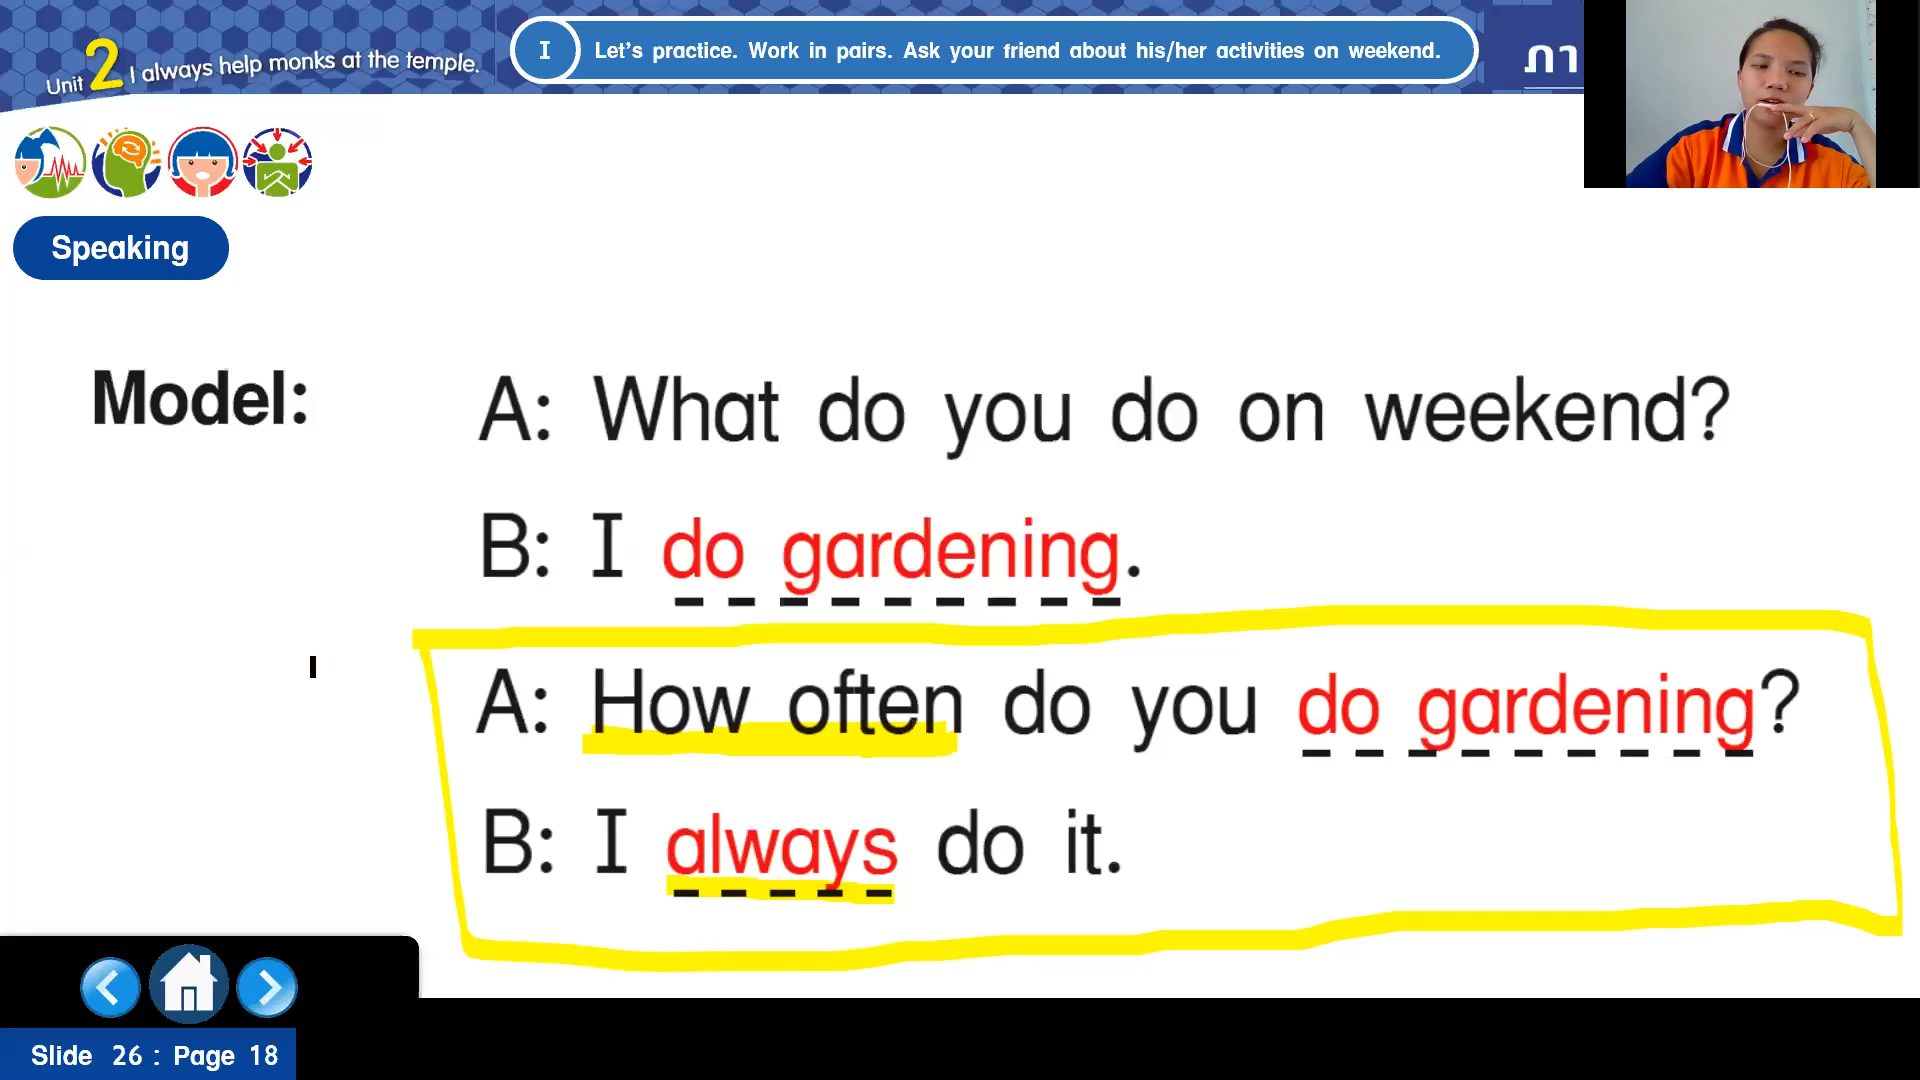 Unit 2 I always help monks at the temple.
I Let's practice. Work in pairs. Ask your friend about his/her activities on weekend.
ภา
Speaking
Model:
A: What do you do on weekend?
B: I do gardening.
A: How often do you do gardening?
B: I always do it.
Slide 26 : Page 18